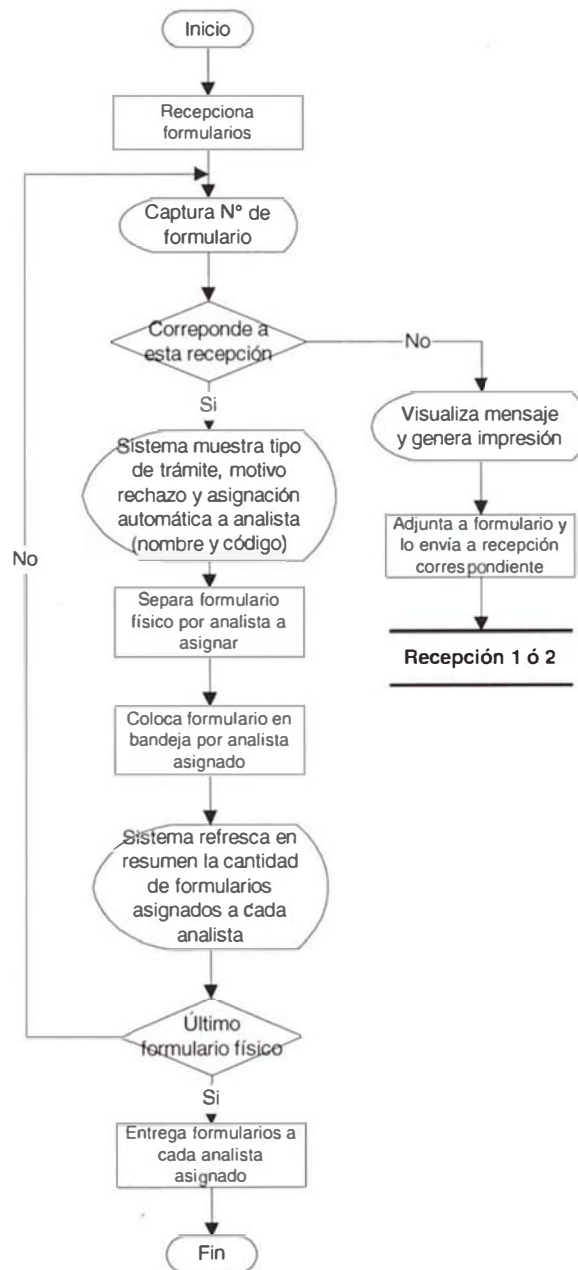 Inicio
Recepciona
formularios
Captura N° de
formulario
Correponde a
esta recepción
No
Si
Visualiza mensaje
y genera impresión
Sistema muestra tipo
de trámite, motivo
rechazo y asignación
automática a analista
(nombre y código)
Adjunta a formulario y
lo envía a recepción
correspondiente
No
Separa formulario
físico por analista a
asignar
Recepción 1 ó 2
Coloca formulario en
bandeja por analista
asignado
Sistema refresca en
resumen la cantidad
de formularios
asignados a cada
analista
Último
formulario físico
Si
Entrega formularios a
cada analista
asignado
Fin